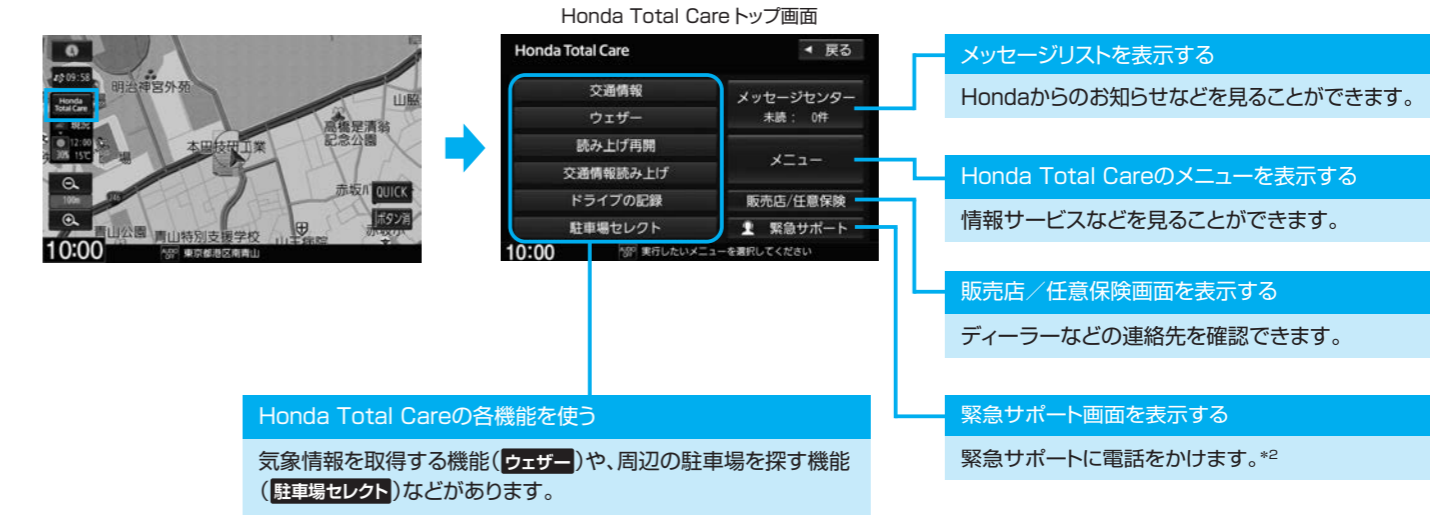 Honda Total Careトップ画面
09:58
Honda
Total Care
現況
12:00
30% 15℃
100m
明治神宮外苑
山脇
高橋是清翁
記念公園
本田技研工業
赤坂八
QUICK
ボタン消
青山公園
青山特別支援学校
山王病院
10:00
AUDIO OFF
東京都港区南青山
Honda Total Care
◀ 戻る
交通情報
ウェザー
読み上げ再開
交通情報読み上げ
ドライブの記録
駐車場セレクト
メッセージセンター
未読： 0件
メニュー
販売店/任意保険
緊急サポート
10:00
AUDIO OFF
実行したいメニューを選択してください
メッセージリストを表示する
Hondaからのお知らせなどを見ることができます。
Honda Total Careのメニューを表示する
情報サービスなどを見ることができます。
販売店／任意保険画面を表示する
ディーラーなどの連絡先を確認できます。
緊急サポート画面を表示する
緊急サポートに電話をかけます。*2
Honda Total Careの各機能を使う
気象情報を取得する機能(ウェザー)や、周辺の駐車場を探す機能
(駐車場セレクト)などがあります。